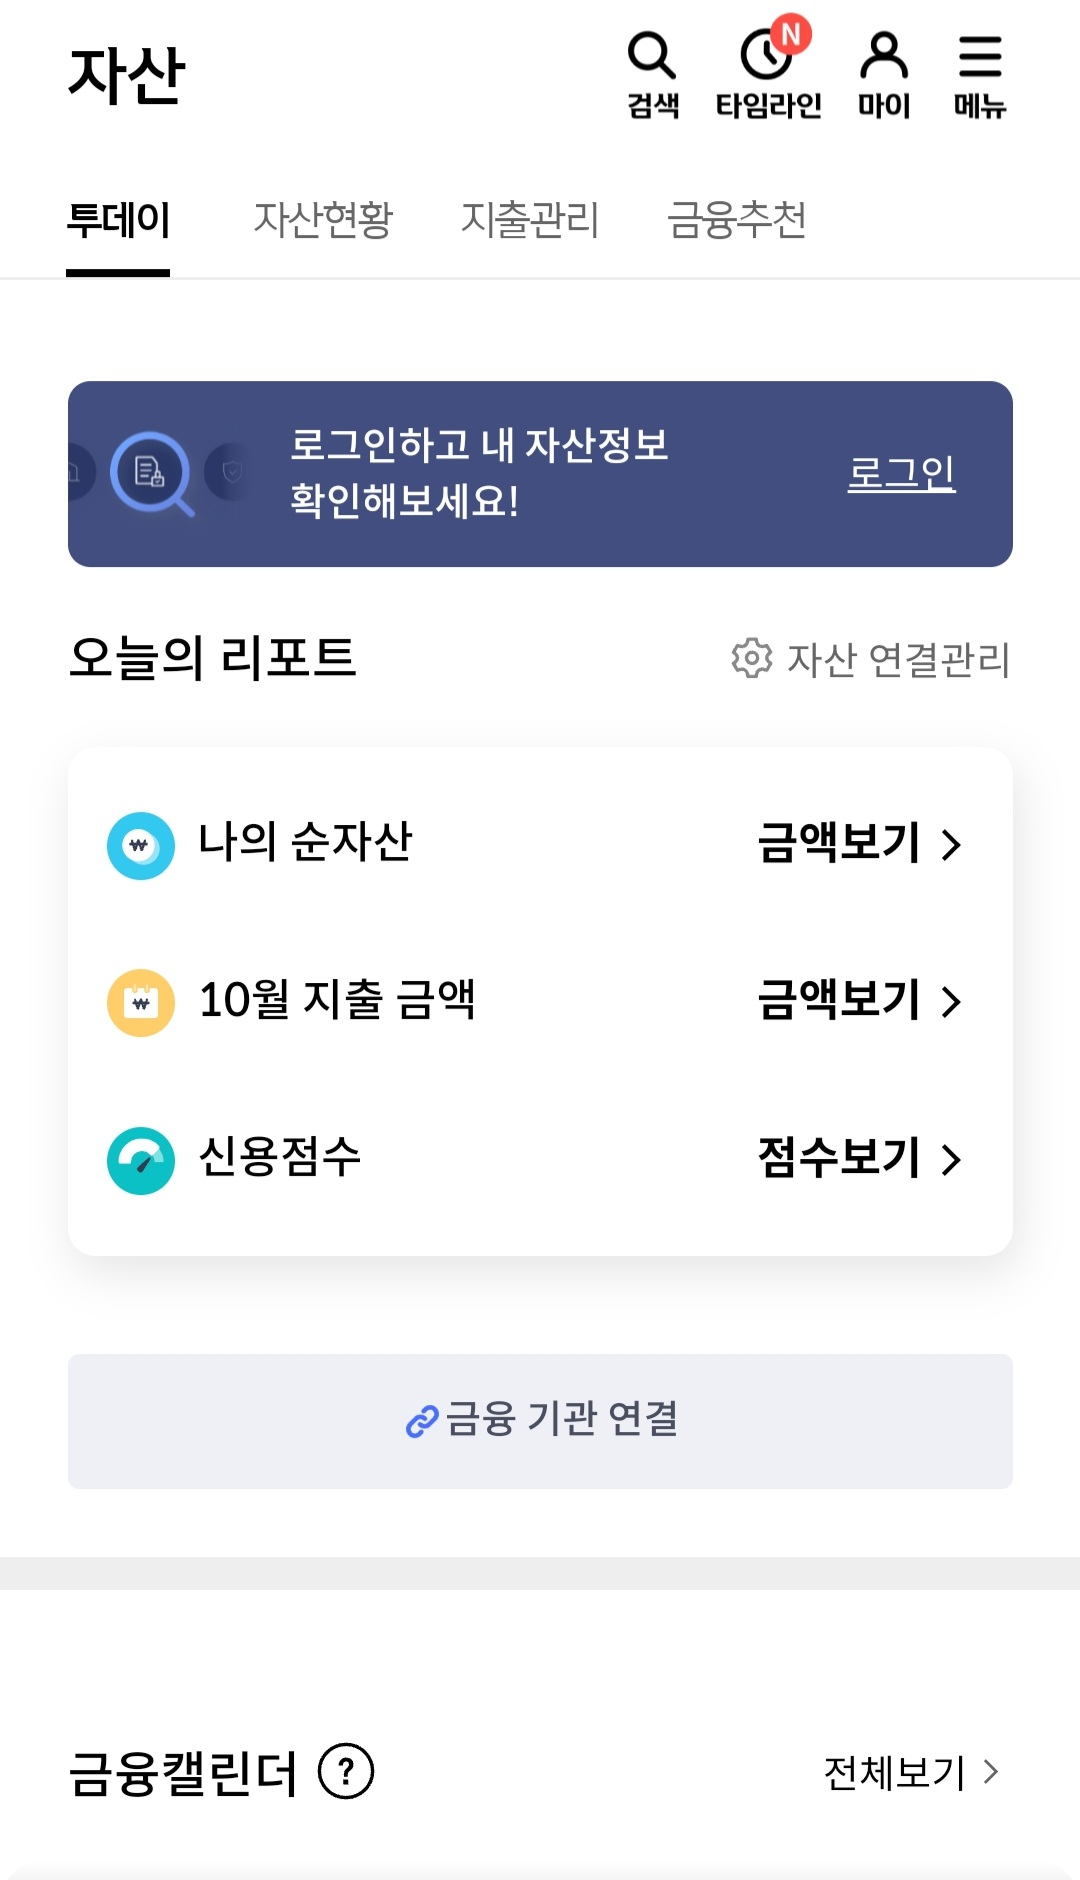 자산
N
검색 타임라인 마이 메뉴
투데이 자산현황 지출관리 금융추천
로그인하고 내 자산정보
확인해보세요!
로그인
오늘의 리포트
자산 연결관리
나의 순자산 금액보기
10월 지출 금액 금액보기
신용점수 점수보기
금융 기관 연결
금융캘린더 ?
전체보기